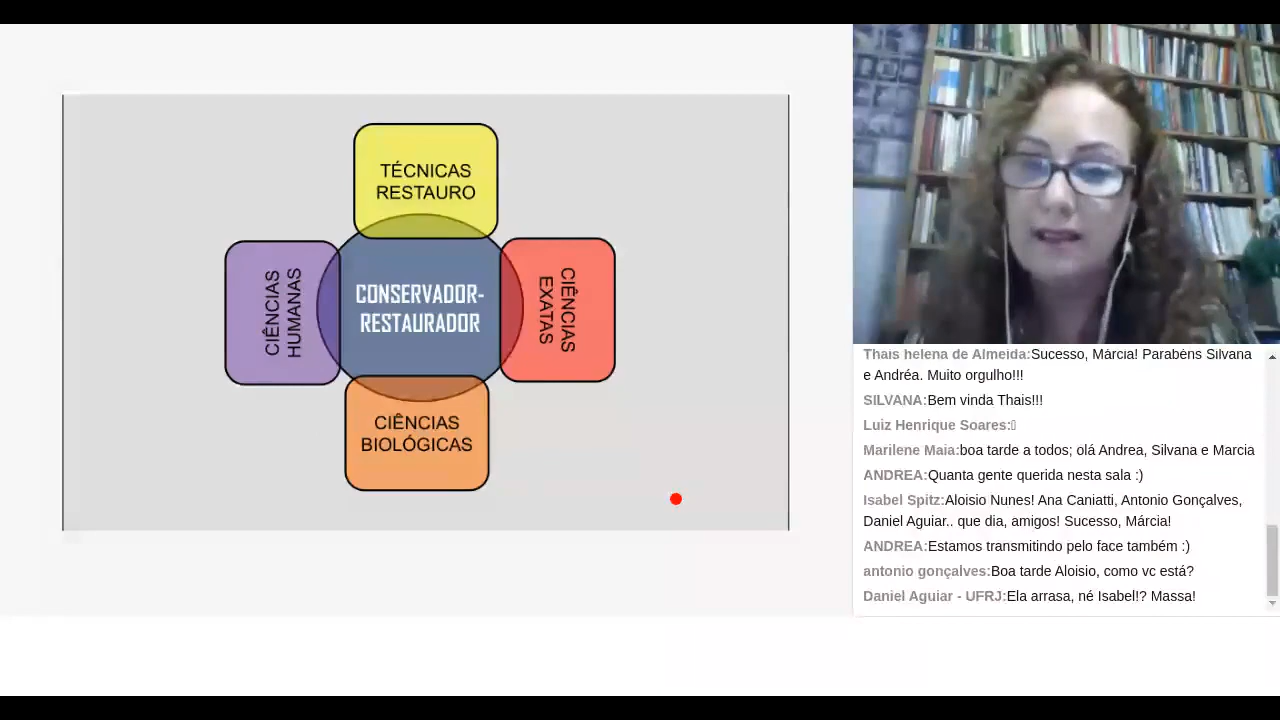 TÉCNICAS
RESTAURO
CIÊNCIAS
HUMANAS
CONSERVADOR-
RESTAURADOR
CIÊNCIAS
EXATAS
CIÊNCIAS
BIOLÓGICAS
Thais helena de Almeida:Sucesso, Márcia! Parabéns Silvana
e Andréa. Muito orgulho!!!
SILVANA:Bem vinda Thais!!!
Luiz Henrique Soares:
Marilene Maia:boa tarde a todos; olá Andrea, Silvana e Marcia
ANDREA:Quanta gente querida nesta sala :)
Isabel Spitz:Aloisio Nunes! Ana Caniatti, Antonio Gonçalves,
Daniel Aguiar.. que dia, amigos! Sucesso, Márcia!
ANDREA:Estamos transmitindo pelo face também :)
antonio gonçalves:Boa tarde Aloisio, como vc está?
Daniel Aguiar - UFRJ:Ela arrasa, né Isabel!? Massa!